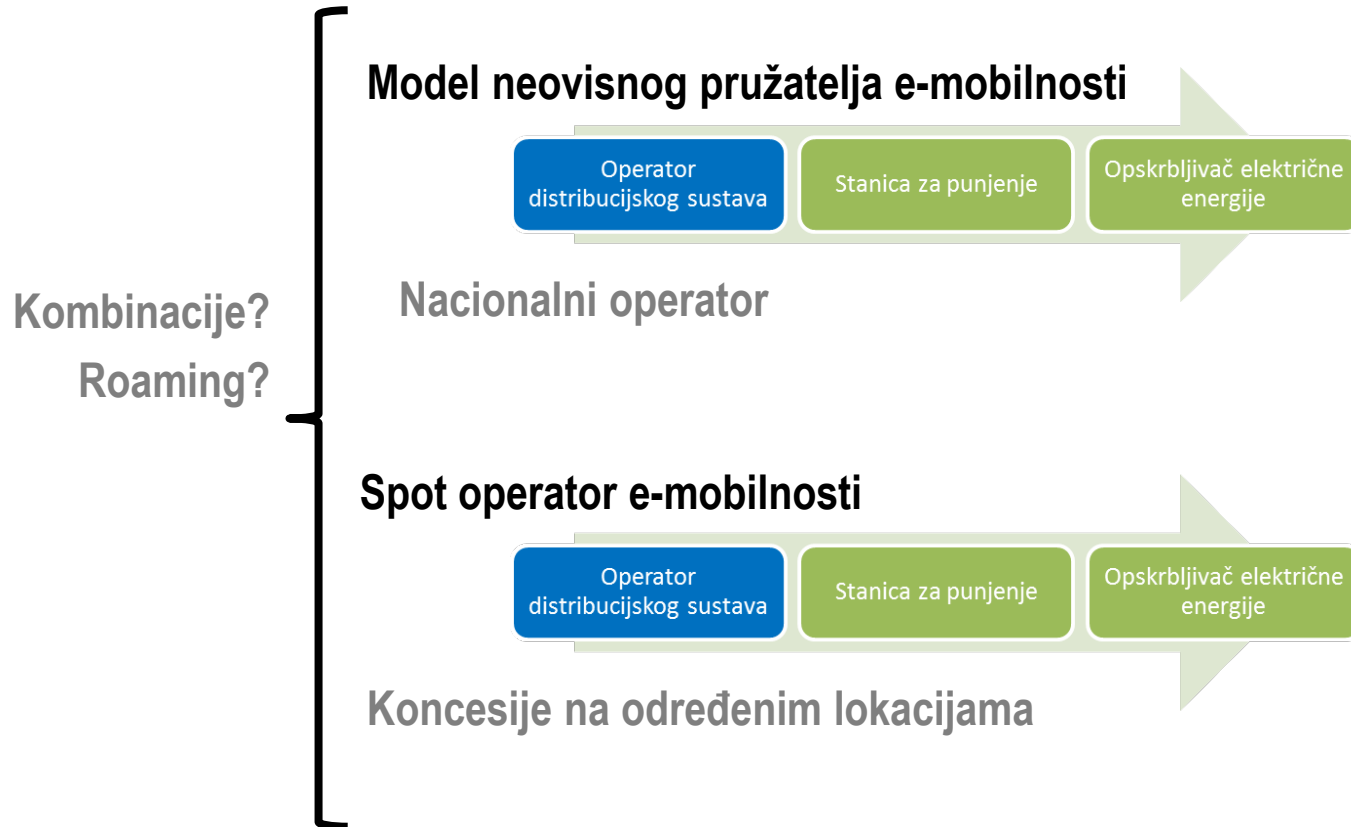 Model neovisnog pružatelja e-mobilnosti
Operator
distribucijskog sustava
Stanica za punjenje
Opskrbljivač električne
energije
Nacionalni operator
Kombinacije?
Roaming?
Spot operator e-mobilnosti
Operator
distribucijskog sustava
Stanica za punjenje
Opskrbljivač električne
energije
Koncesije na određenim lokacijama